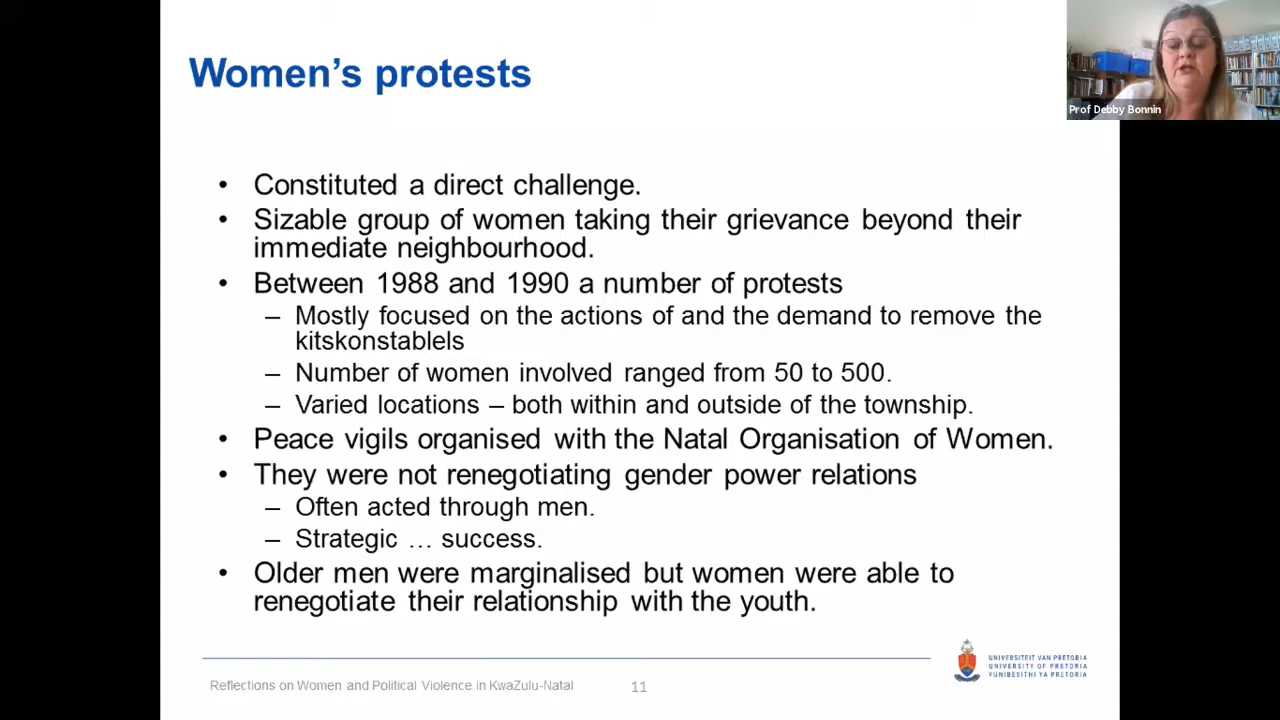 Women's protests
Prof Debby Bonnin
• Constituted a direct challenge.
• Sizable group of women taking their grievance beyond their
immediate neighbourhood.
• Between 1988 and 1990 a number of protests
– Mostly focused on the actions of and the demand to remove the
kitskonstablels
– Number of women involved ranged from 50 to 500.
– Varied locations – both within and outside of the township.
• Peace vigils organised with the Natal Organisation of Women.
• They were not renegotiating gender power relations
– Often acted through men.
– Strategic … success.
• Older men were marginalised but women were able to
renegotiate their relationship with the youth.
UNIVERSITEIT VAN PRETORIA
UNIVERSITY OF PRETORIA
YUNIBESITHI YA PRETORIA
Reflections on Women and Political Violence in KwaZulu-Natal
11